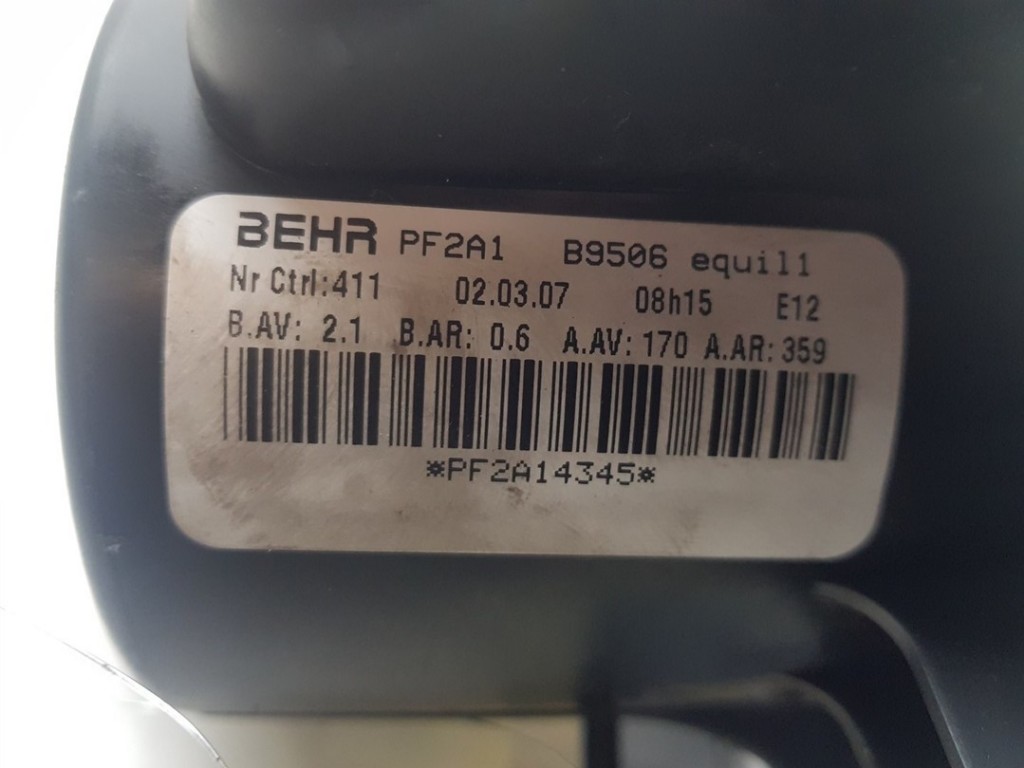 BEHR PF2A1 B9506 equil1
Nr Ctrl:411 02.03.07 08h15 E12
B.AV: 2.1 B.AR: 0.6 A.AV: 170 A.AR: 359
*PF2A14345*